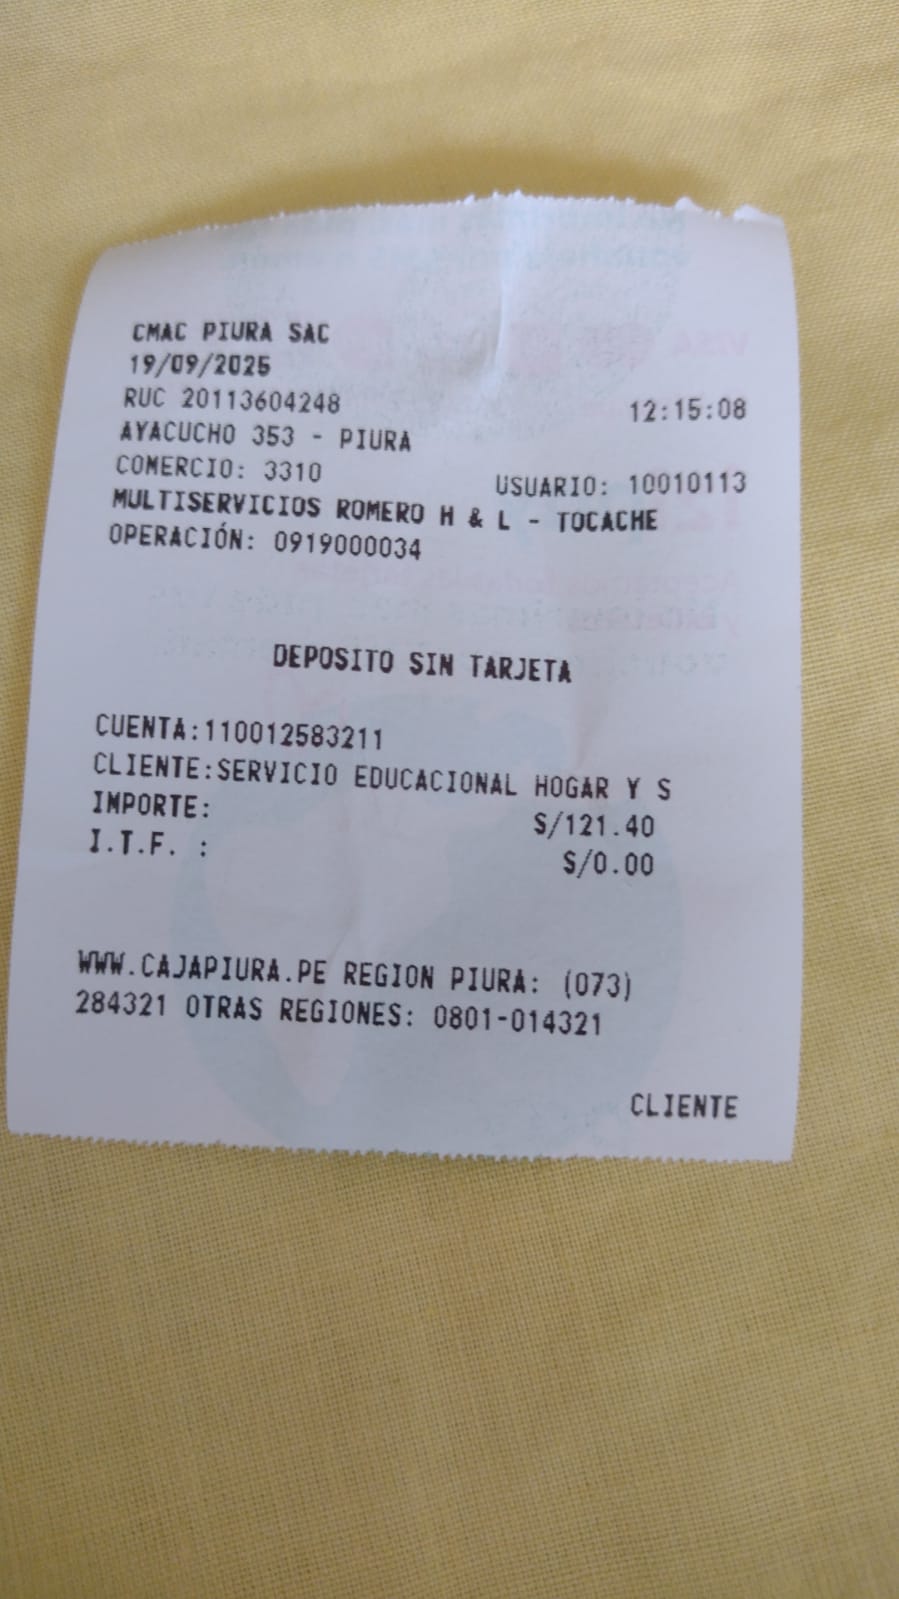 CMAC PIURA SAC
19/09/2025
RUC 20113604248 12:15:08
AYACUCHO 353 - PIURA
COMERCIO: 3310 USUARIO: 10010113
MULTISERVICIOS ROMERO H & L - TOCACHE
OPERACIÓN: 0919000034
DEPOSITO SIN TARJETA
CUENTA:110012583211
CLIENTE:SERVICIO EDUCACIONAL HOGAR Y S
IMPORTE: S/121.40
I.T.F. : S/0.00
WWW.CAJAPIURA.PE REGION PIURA: (073)
284321 OTRAS REGIONES: 0801-014321
CLIENTE